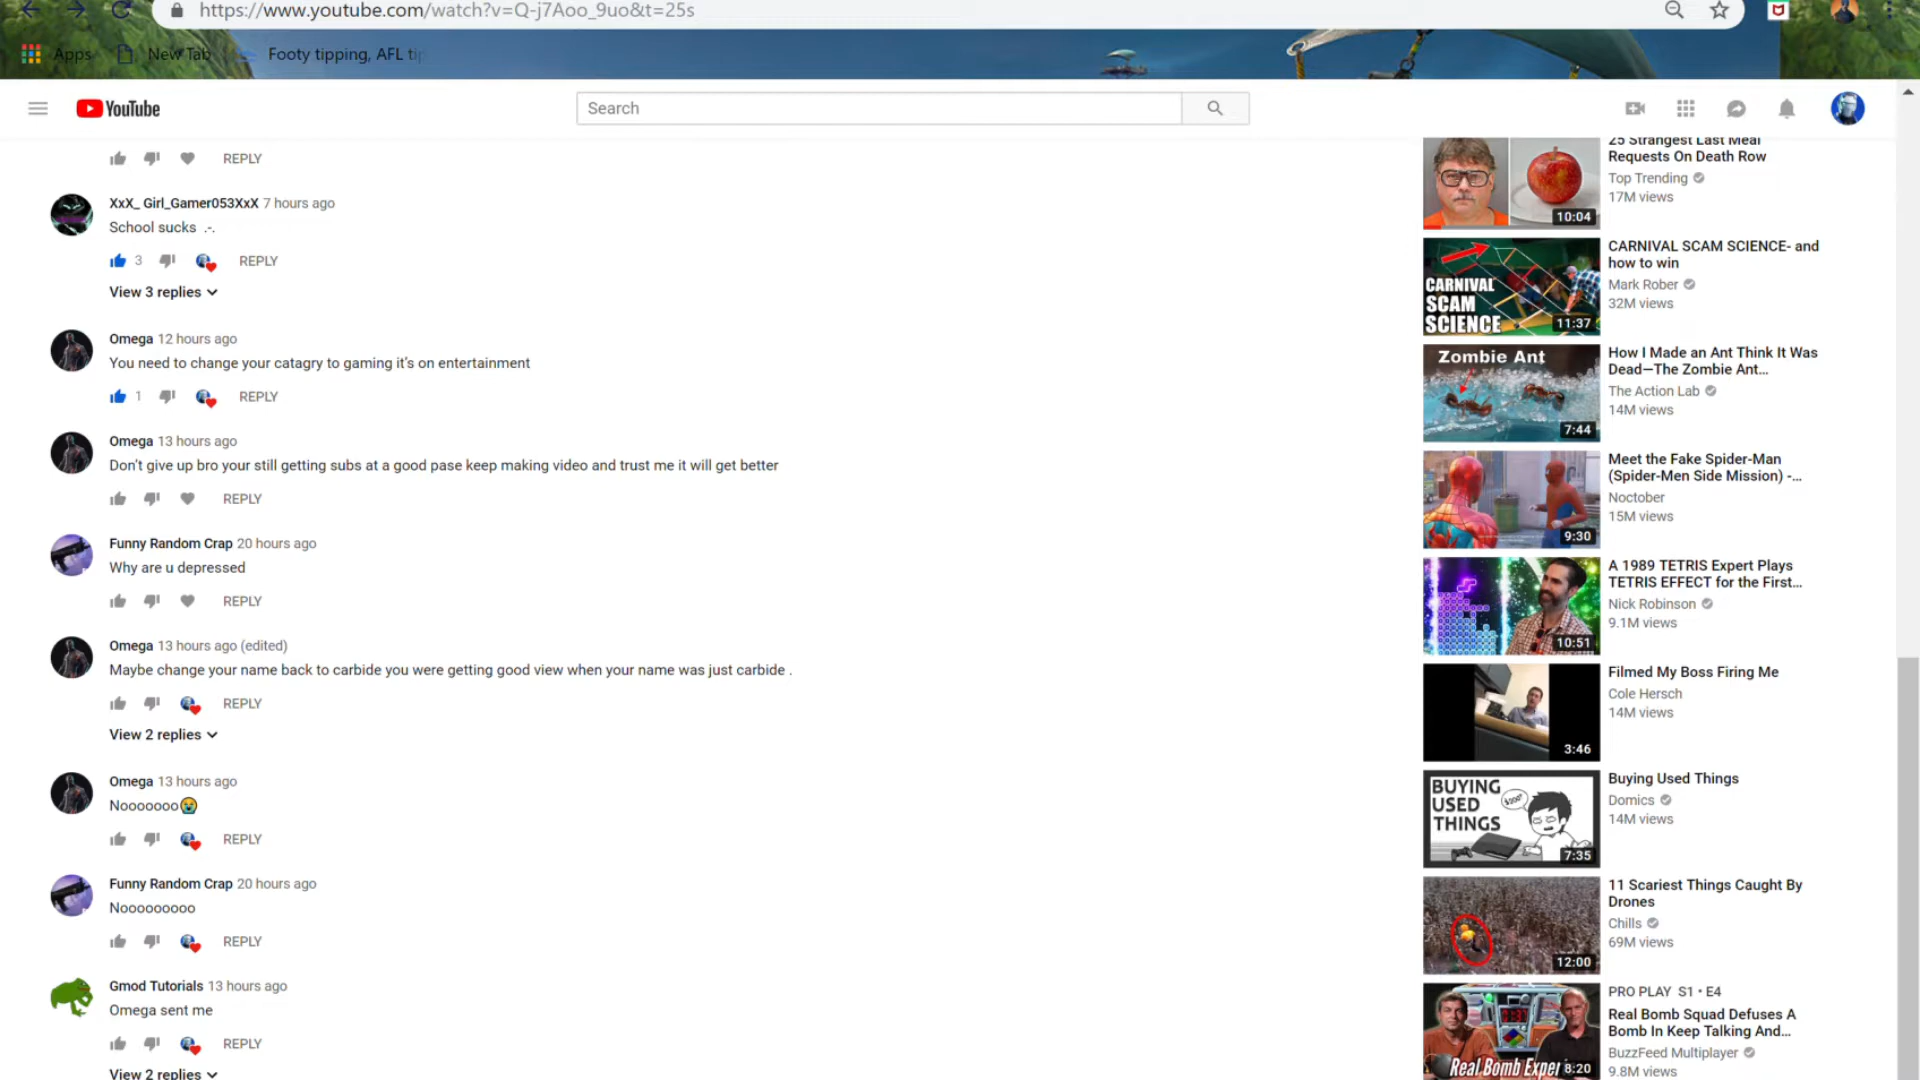 https://www.youtube.com/watch?v=Q-j7Aoo_9uo&t=25s
Apps
New Tab
Footy tipping, AFL tip
YouTube
Search
REPLY
XxX_ Girl_Gamer053XxX 7 hours ago
School sucks .-.
3 REPLY
View 3 replies
Omega 12 hours ago
You need to change your catagry to gaming it's on entertainment
1 REPLY
Omega 13 hours ago
Don't give up bro your still getting subs at a good pase keep making video and trust me it will get better
REPLY
Funny Random Crap 20 hours ago
Why are u depressed
REPLY
Omega 13 hours ago (edited)
Maybe change your name back to carbide you were getting good view when your name was just carbide .
REPLY
View 2 replies
Omega 13 hours ago
Nooooooo😭
REPLY
Funny Random Crap 20 hours ago
Nooooooooo
REPLY
Gmod Tutorials 13 hours ago
Omega sent me
REPLY
View 2 replies
25 Strangest Last Meal
Requests On Death Row
Top Trending
17M views
10:04
CARNIVAL SCAM SCIENCE- and
how to win
Mark Rober
32M views
CARNIVAL
SCAM
SCIENCE
11:37
How I Made an Ant Think It Was
Dead—The Zombie Ant...
The Action Lab
14M views
Zombie Ant
7:44
Meet the Fake Spider-Man
(Spider-Men Side Mission) -...
Noctober
15M views
9:30
A 1989 TETRIS Expert Plays
TETRIS EFFECT for the First...
Nick Robinson
9.1M views
10:51
Filmed My Boss Firing Me
Cole Hersch
14M views
3:46
Buying Used Things
Domics
14M views
BUYING
USED
THINGS
$200?
7:35
11 Scariest Things Caught By
Drones
Chills
69M views
12:00
PRO PLAY S1 • E4
Real Bomb Squad Defuses A
Bomb In Keep Talking And...
BuzzFeed Multiplayer
9.8M views
Real Bomb Exper
8:20